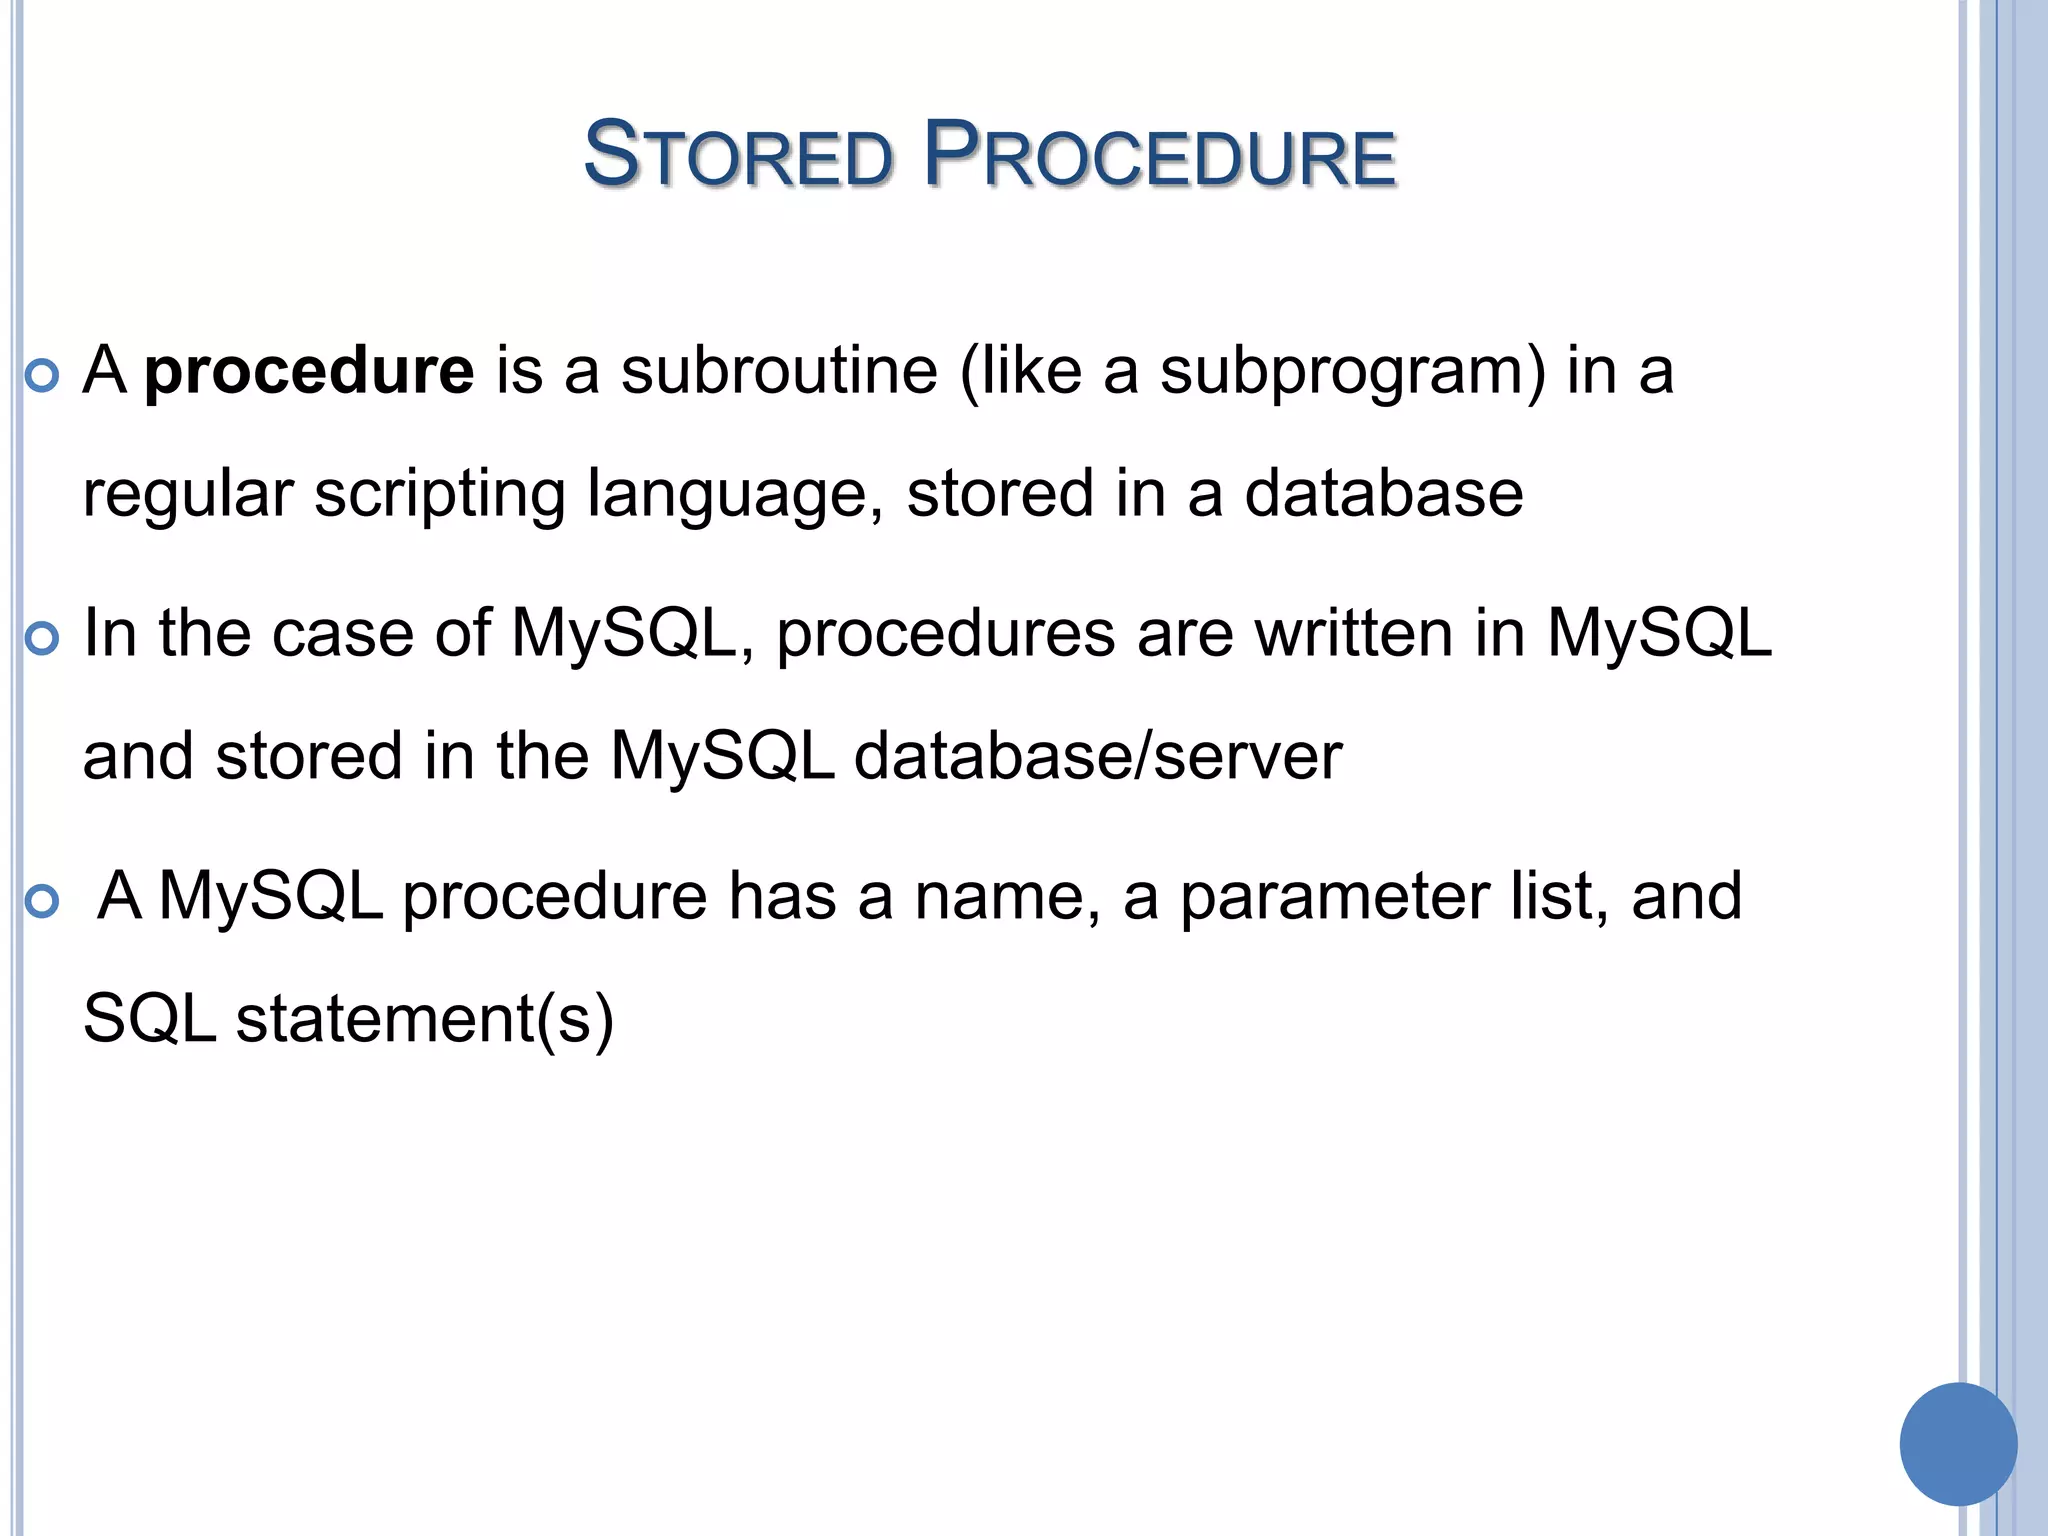 STORED PROCEDURE
A procedure is a subroutine (like a subprogram) in a
regular scripting language, stored in a database
In the case of MySQL, procedures are written in MySQL
and stored in the MySQL database/server
A MySQL procedure has a name, a parameter list, and
SQL statement(s)